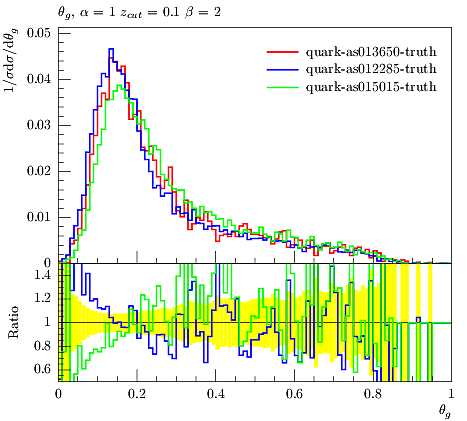 θg, α = 1 zcut = 0.1 β = 2
1/σdσ/dθg
quark-as013650-truth
quark-as012285-truth
quark-as015015-truth
0.05
0.04
0.03
0.02
0.01
0
Ratio
1.4
1.2
1
0.8
0.6
0 0.2 0.4 0.6 0.8 1
θg